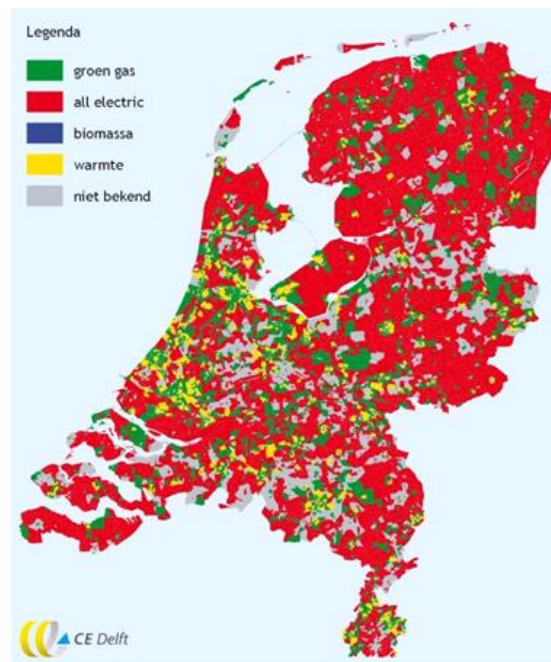 Legenda
groen gas
all electric
biomassa
warmte
niet bekend
CE Delft